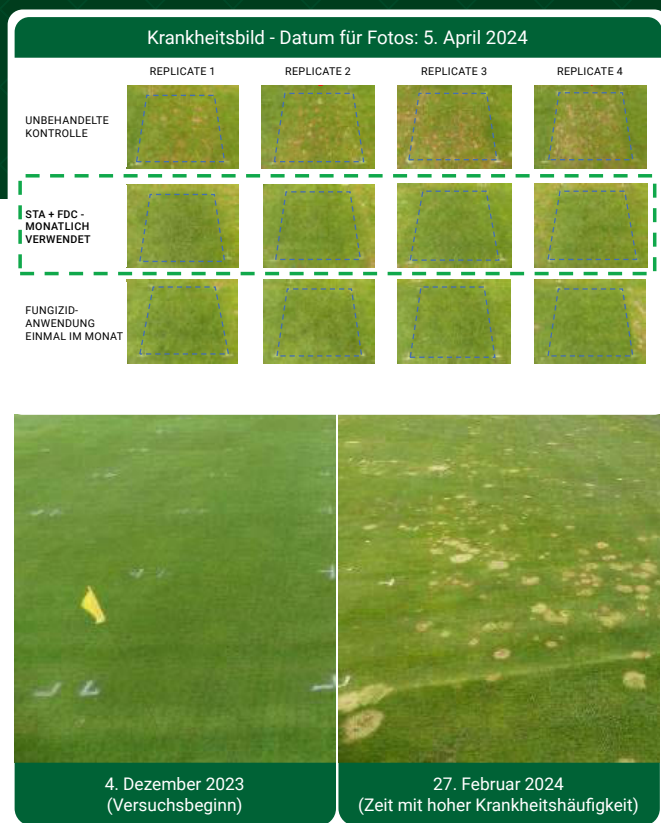 Krankheitsbild - Datum für Fotos: 5. April 2024
REPLICATE 1
REPLICATE 2
REPLICATE 3
REPLICATE 4
UNBEHANDELTE
KONTROLLE
STA + FDC -
MONATLICH
VERWENDET
FUNGIZID-
ANWENDUNG
EINMAL IM MONAT
4. Dezember 2023
(Versuchsbeginn)
27. Februar 2024
(Zeit mit hoher Krankheitshäufigkeit)